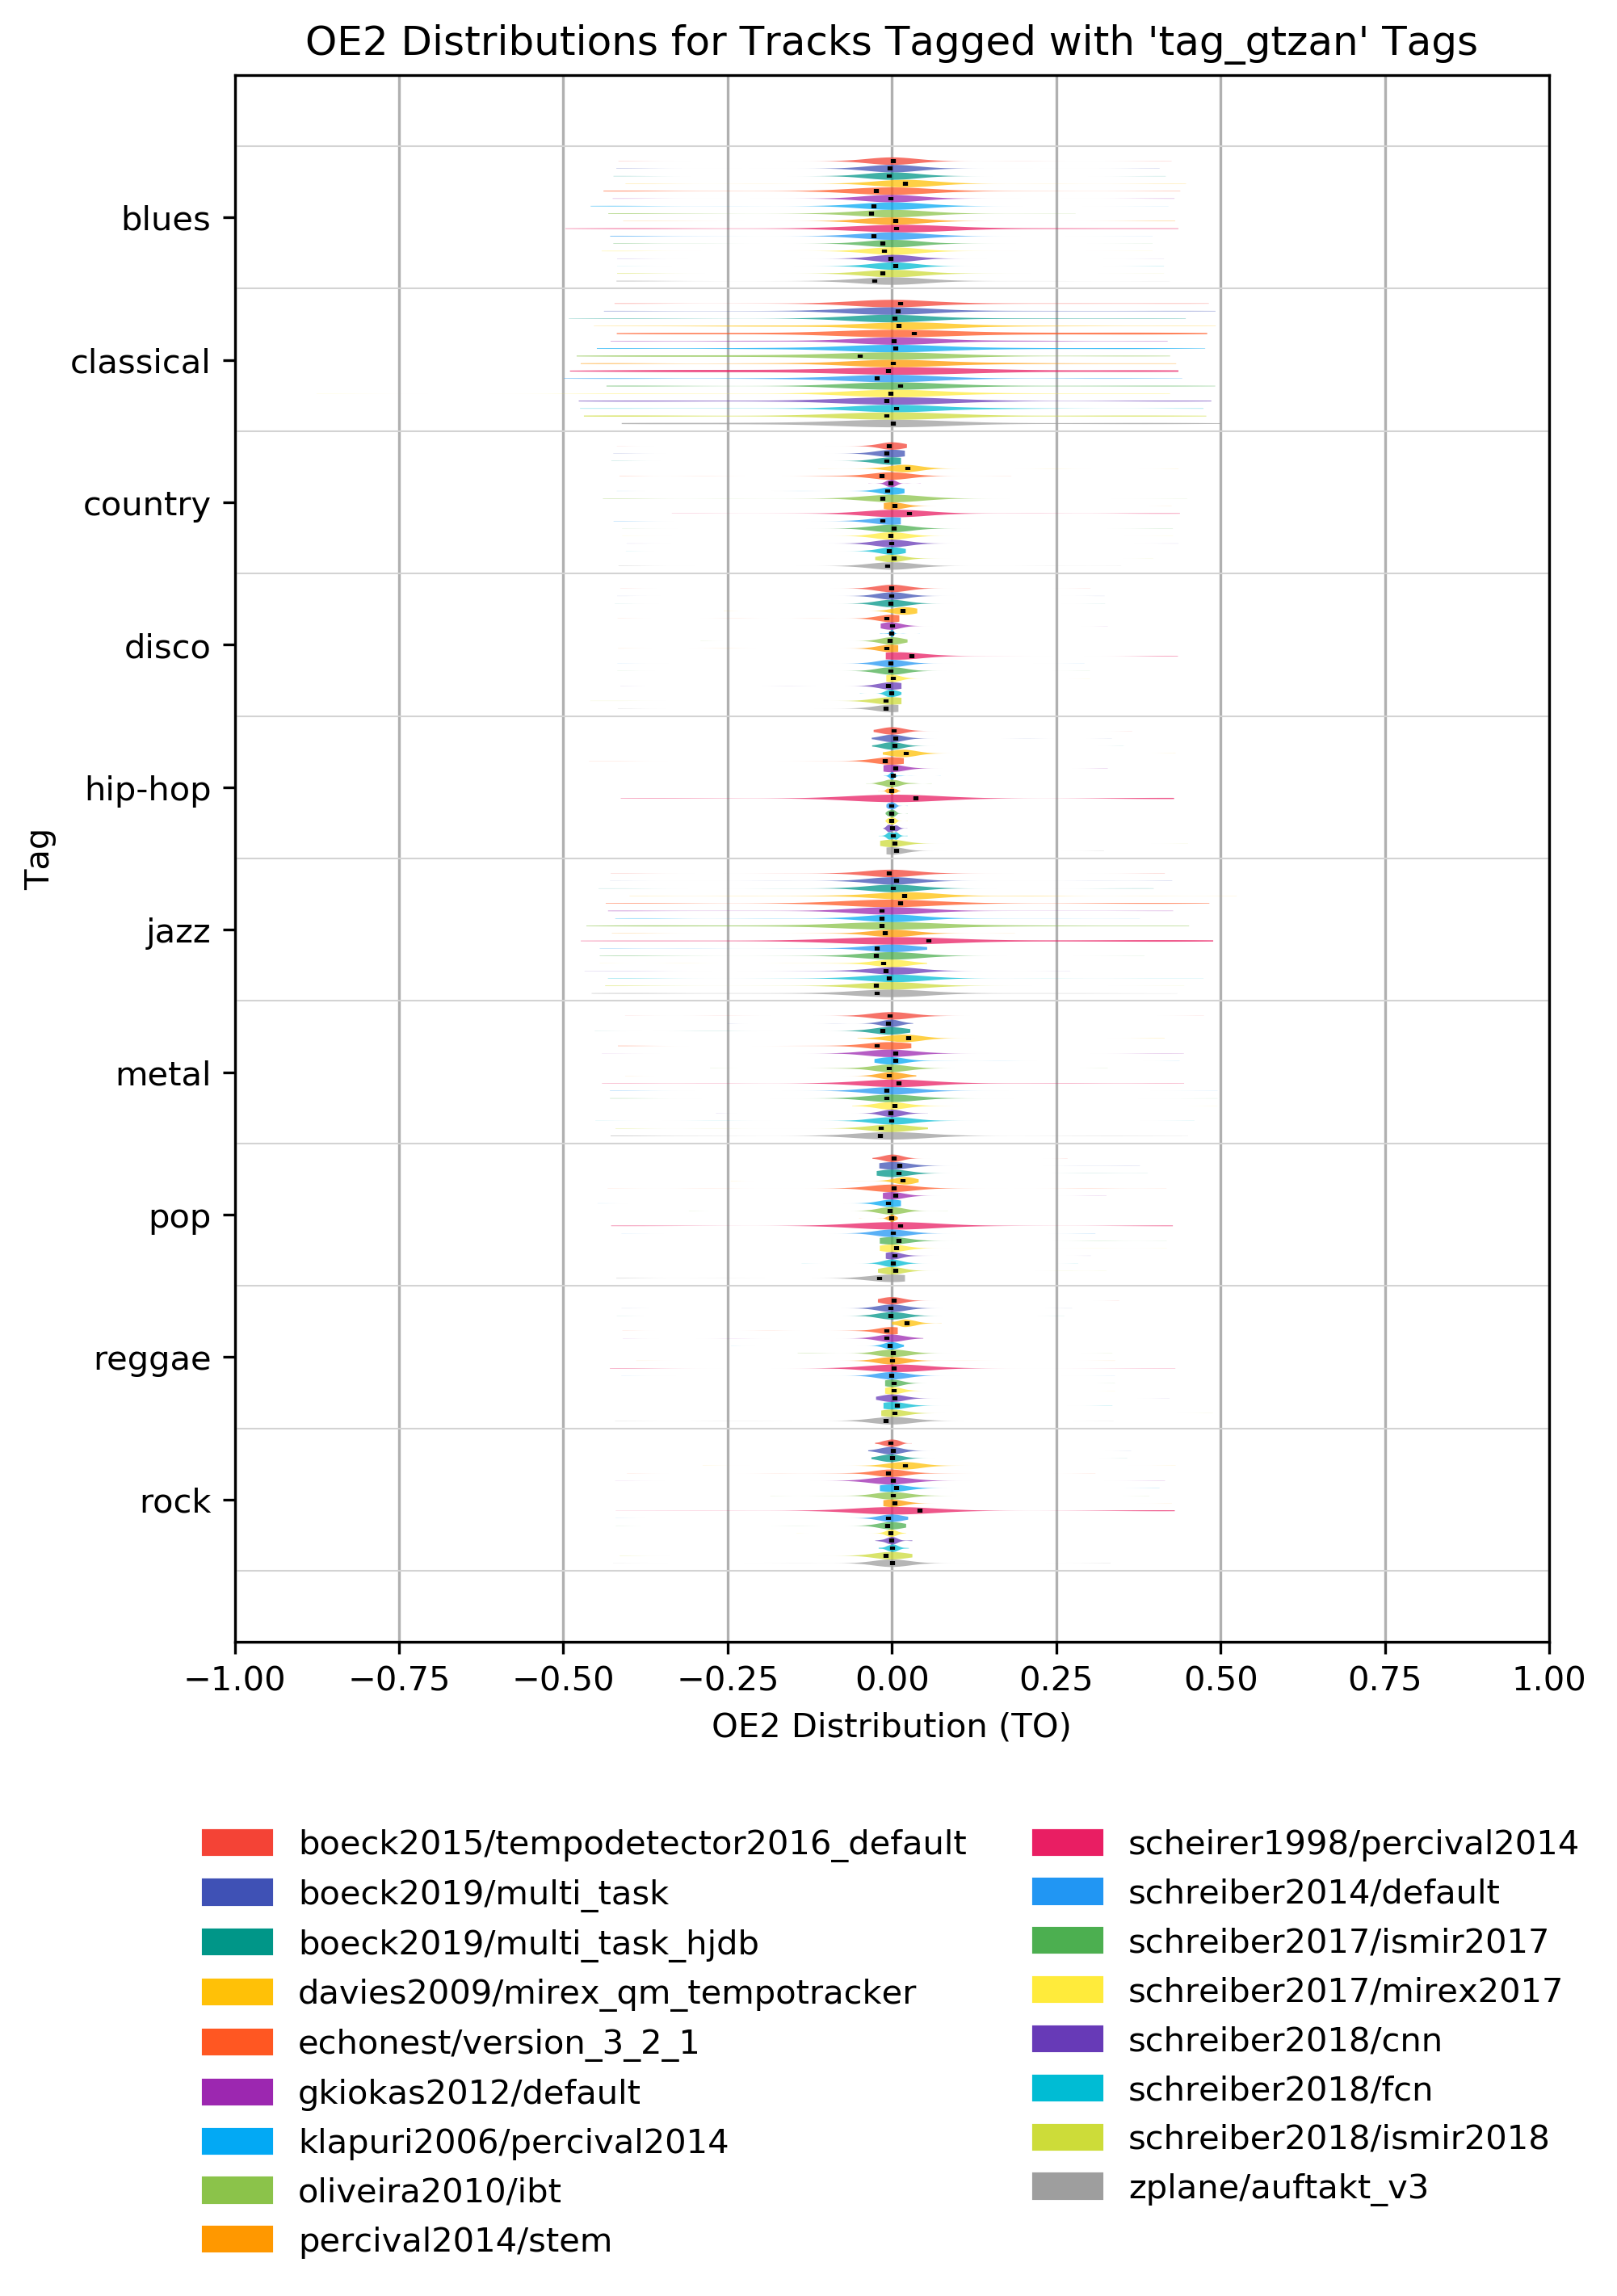 OE2 Distributions for Tracks Tagged with 'tag_gtzan' Tags
Tag
blues
classical
country
disco
hip-hop
jazz
metal
pop
reggae
rock
−1.00 −0.75 −0.50 −0.25 0.00 0.25 0.50 0.75 1.00
OE2 Distribution (TO)
boeck2015/tempodetector2016_default
boeck2019/multi_task
boeck2019/multi_task_hjdb
davies2009/mirex_qm_tempotracker
echonest/version_3_2_1
gkiokas2012/default
klapuri2006/percival2014
oliveira2010/ibt
percival2014/stem
scheirer1998/percival2014
schreiber2014/default
schreiber2017/ismir2017
schreiber2017/mirex2017
schreiber2018/cnn
schreiber2018/fcn
schreiber2018/ismir2018
zplane/auftakt_v3